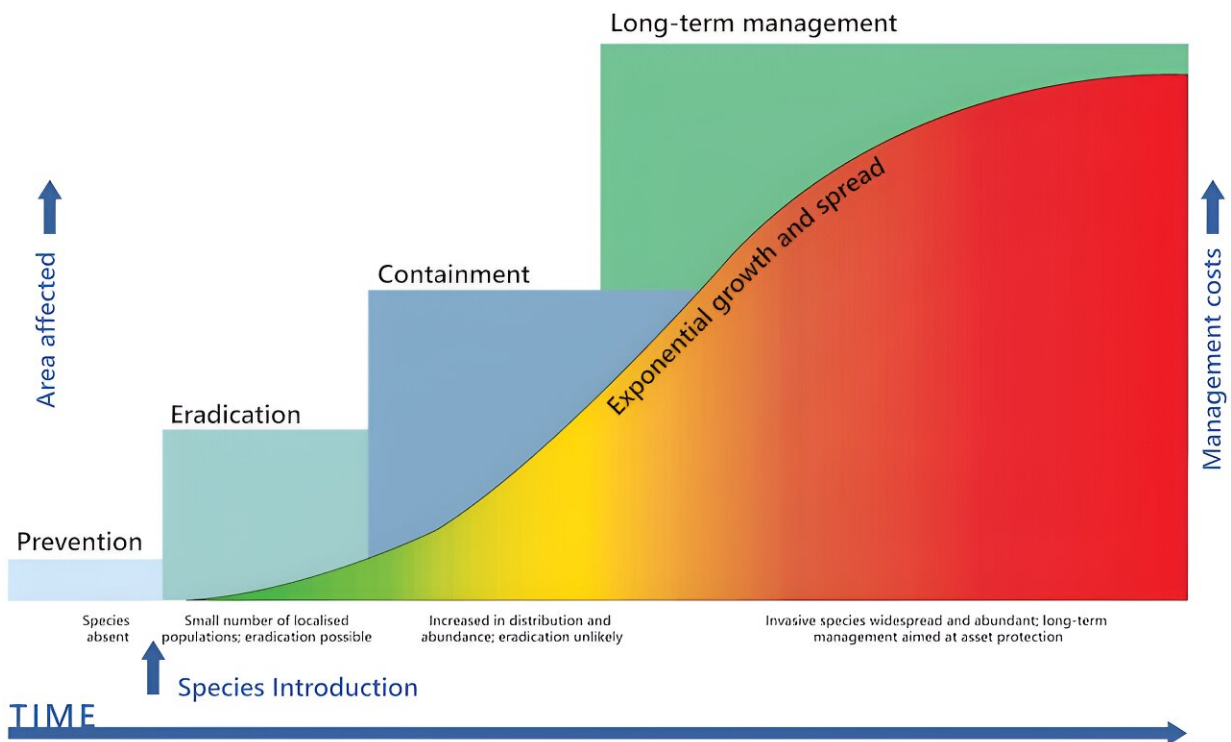 Long-term management
Containment
Eradication
Prevention
Area affected
Exponential growth and spread
Management costs
Species
absent
Small number of localised
populations; eradication possible
Increased in distribution and
abundance; eradication unlikely
Invasive species widespread and abundant; long-term
management aimed at asset protection
Species Introduction
TIME